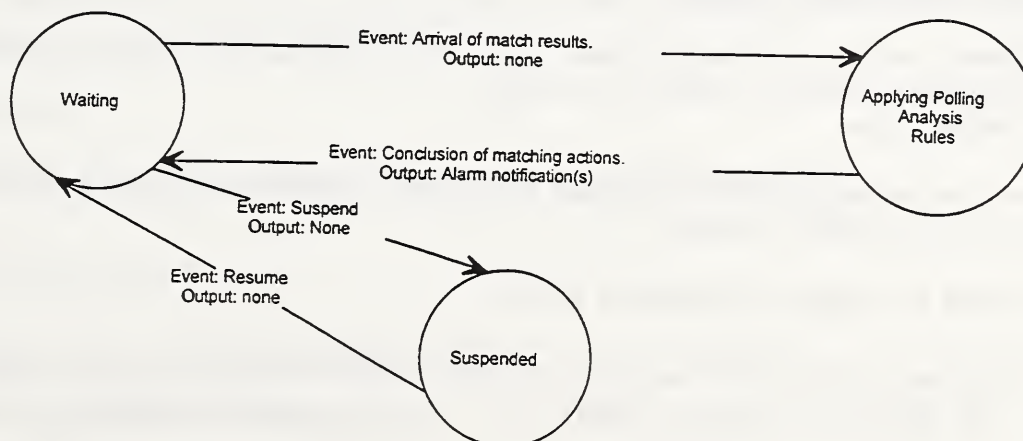 Event: Arrival of match results.
Output: none
Waiting
Applying Polling
Analysis
Rules
Event: Conclusion of matching actions.
Output: Alarm notification(s)
Event: Suspend
Output: None
Event: Resume
Output: none
Suspended